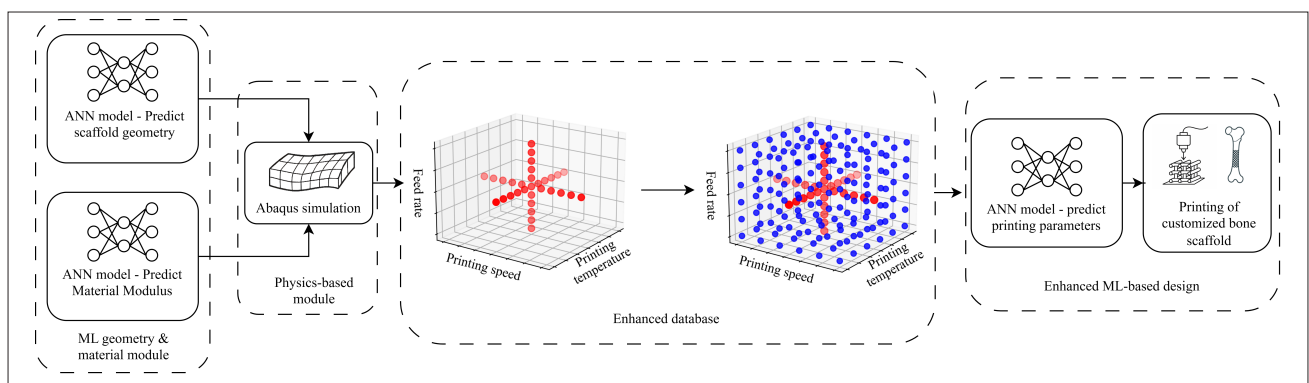 ANN model - Predict
scaffold geometry
ANN model - Predict
Material Modulus
ML geometry &
material module
Abaqus simulation
Physics-based
module
Feed rate
Printing speed
Printing
temperature
Feed rate
Printing speed
Printing
temperature
Enhanced database
ANN model - predict
printing parameters
Printing of
customized bone
scaffold
Enhanced ML-based design